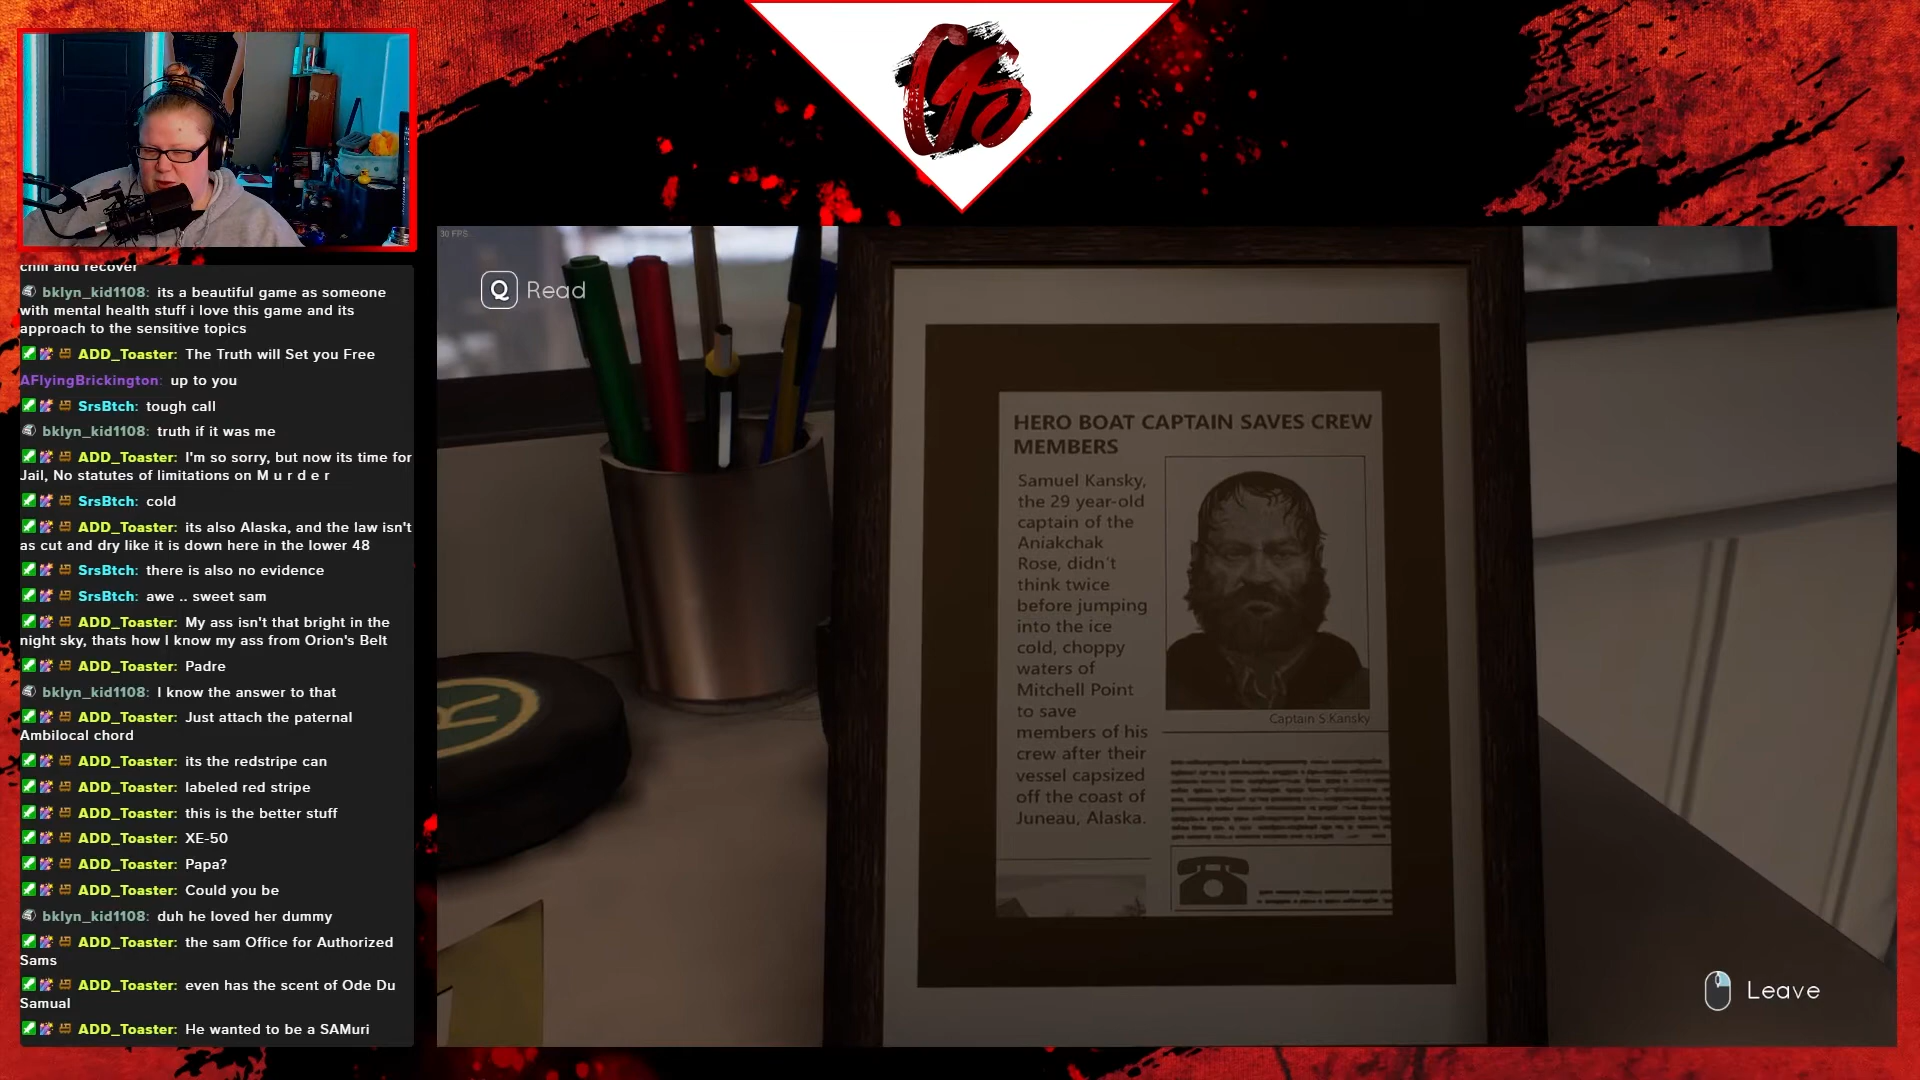 chill and recover
bklyn_kid1108: its a beautiful game as someone
with mental health stuff i love this game and its
approach to the sensitive topics
ADD_Toaster: The Truth will Set you Free
AFlyingBrickington: up to you
SrsBtch: tough call
bklyn_kid1108: truth if it was me
ADD_Toaster: I'm so sorry, but now its time for
Jail, No statutes of limitations on M u r d e r
SrsBtch: cold
ADD_Toaster: its also Alaska, and the law isn't
as cut and dry like it is down here in the lower 48
SrsBtch: there is also no evidence
SrsBtch: awe .. sweet sam
ADD_Toaster: My ass isn't that bright in the
night sky, thats how I know my ass from Orion's Belt
ADD_Toaster: Padre
bklyn_kid1108: I know the answer to that
ADD_Toaster: Just attach the paternal
Ambilocal chord
ADD_Toaster: its the redstripe can
ADD_Toaster: labeled red stripe
ADD_Toaster: this is the better stuff
ADD_Toaster: XE-50
ADD_Toaster: Papa?
ADD_Toaster: Could you be
bklyn_kid1108: duh he loved her dummy
ADD_Toaster: the sam Office for Authorized
Sams
ADD_Toaster: even has the scent of Ode Du
Samual
ADD_Toaster: He wanted to be a SAMuri
GS
30 FPS
Q Read
HERO BOAT CAPTAIN SAVES CREW
MEMBERS
Samuel Kansky,
the 29 year-old
captain of the
Aniakchak
Rose, didn't
think twice
before jumping
into the ice
cold, choppy
waters of
Mitchell Point
to save
members of his
crew after their
vessel capsized
off the coast of
Juneau, Alaska.
Captain S Kansky
Leave